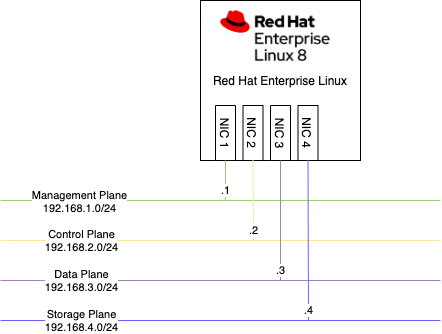 Red Hat
Enterprise
Linux 8
Red Hat Enterprise Linux
NIC 1
NIC 2
NIC 3
NIC 4
.1
Management Plane
192.168.1.0/24
.2
Control Plane
192.168.2.0/24
.3
Data Plane
192.168.3.0/24
.4
Storage Plane
192.168.4.0/24